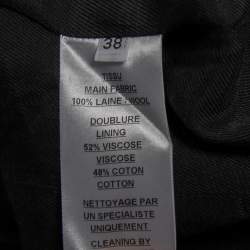 38
TISSU
MAIN FABRIC
100% LAINE / WOOL
DOUBLURE
LINING
52% VISCOSE
VISCOSE
48% COTON
COTTON
NETTOYAGE PAR
UN SPECIALISTE
UNIQUEMENT
CLEANING BY